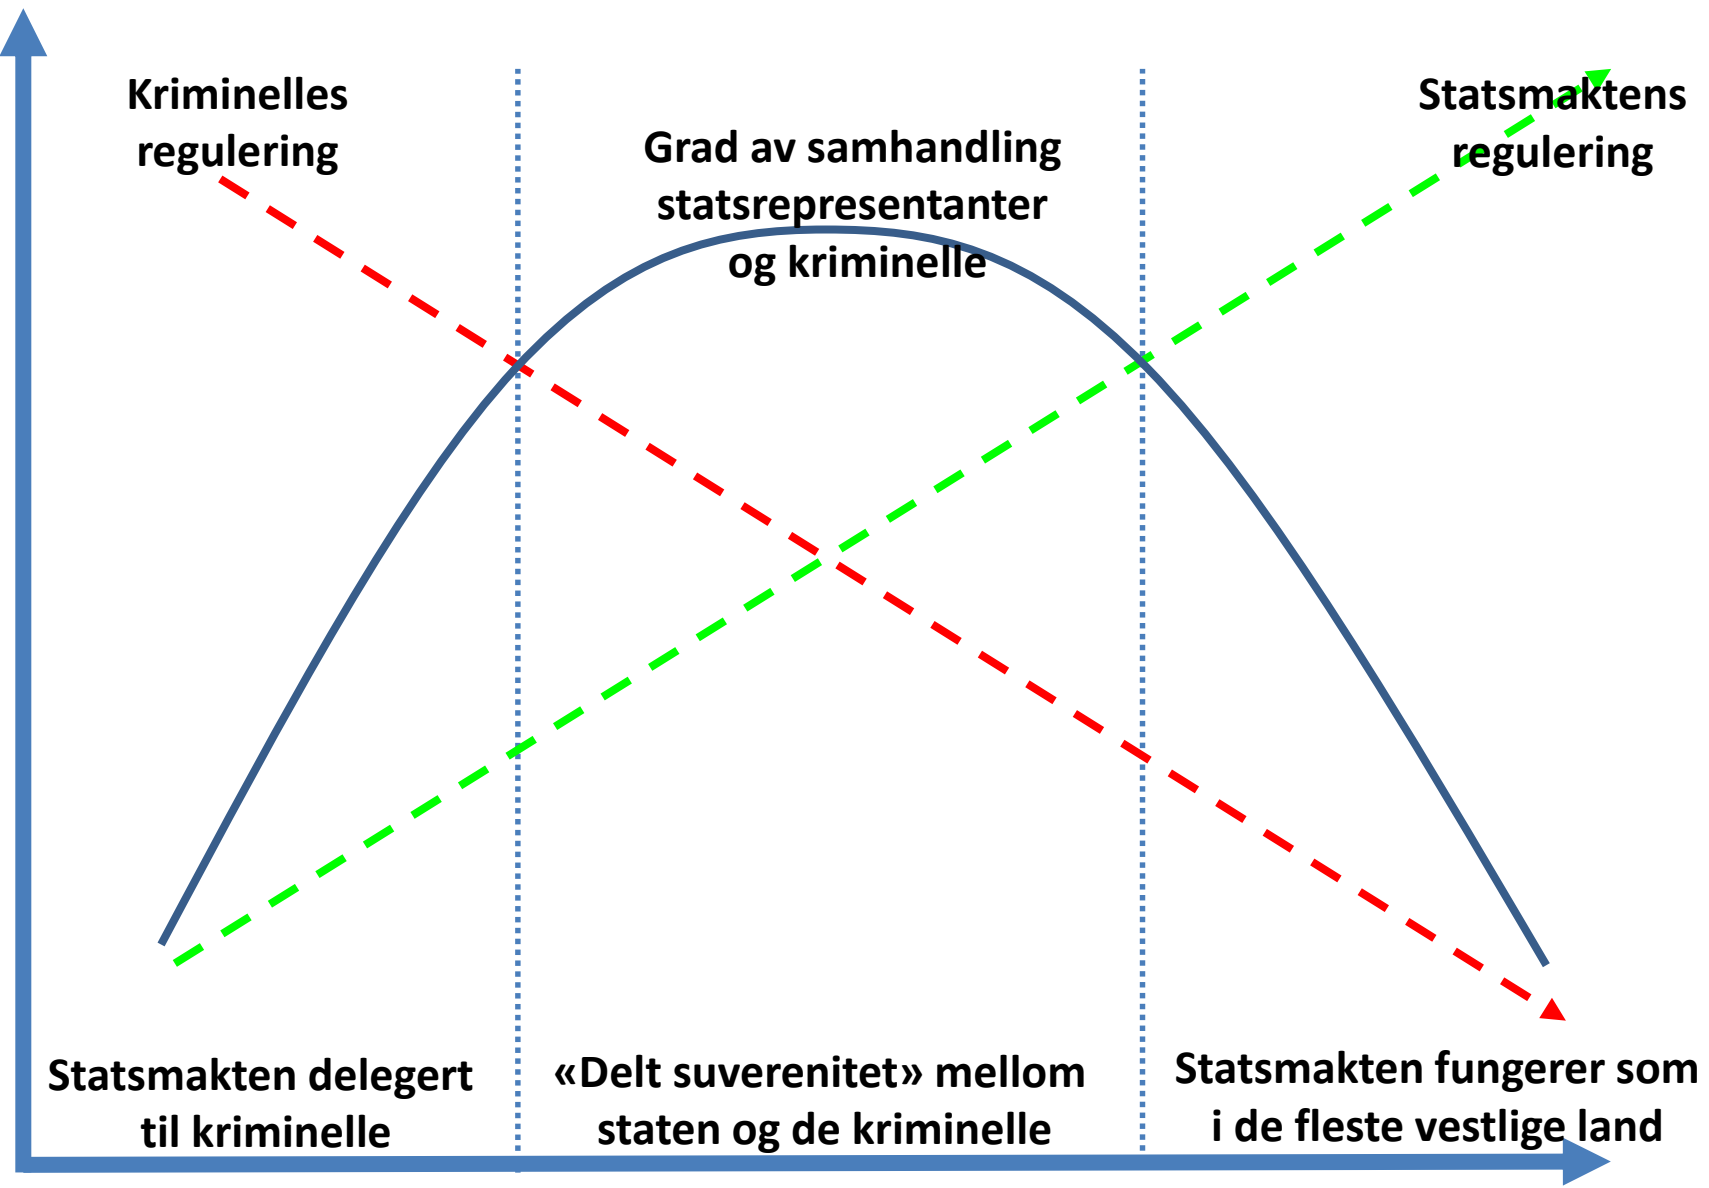 Kriminelles
regulering
Grad av samhandling
statsrepresentanter
og kriminelle
Statsmaktens
regulering
Statsmakten delegert
til kriminelle
«Delt suverenitet» mellom
staten og de kriminelle
Statsmakten fungerer som
i de fleste vestlige land